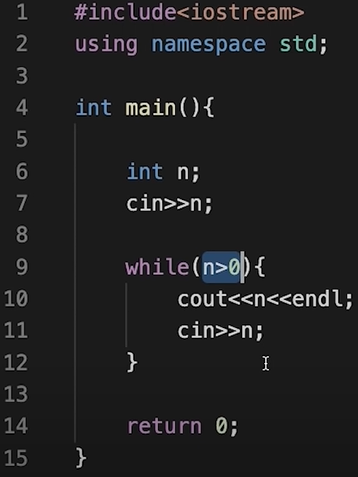 1 #include<iostream>
2 using namespace std;
3
4 int main(){
5
6 int n;
7 cin>>n;
8
9 while(n>0){
10 cout<<n<<endl;
11 cin>>n;
12 }
13
14 return 0;
15 }